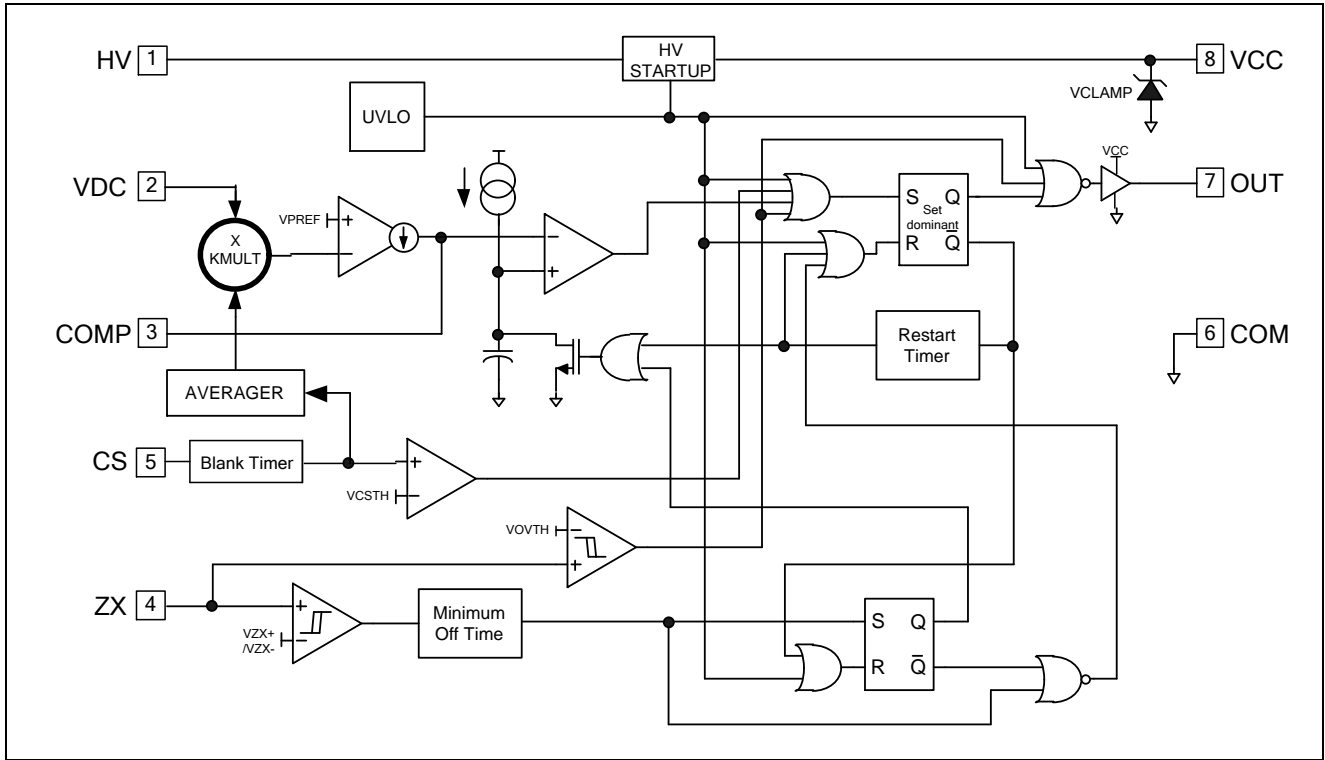 HV 1
HV
STARTUP
8 VCC
VCLAMP
UVLO
VDC 2
VCC
7 OUT
VPREF
+
−
X
KMULT
−
+
S Q
Set
dominant
R Q̅
COMP 3
Restart
Timer
6 COM
AVERAGER
CS 5
Blank Timer
+
VCSTH
−
VOVTH
−
+
ZX 4
+
VZX+
/VZX-
−
Minimum
Off Time
S Q
R Q̅